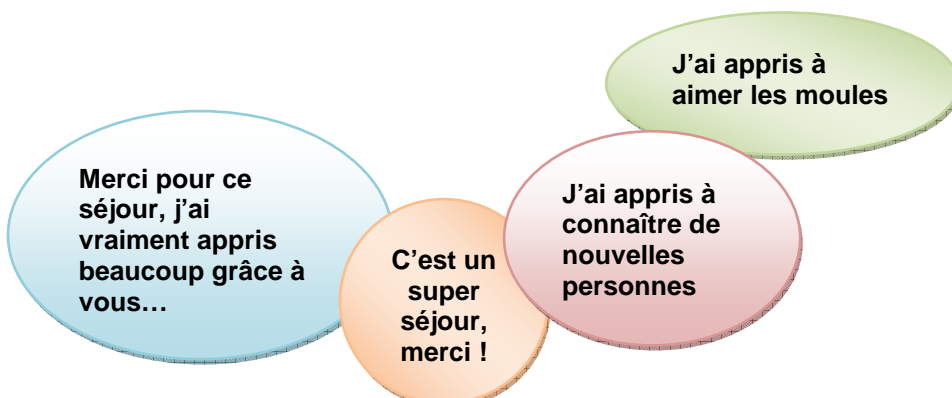 J’ai appris à
aimer les moules
Merci pour ce
séjour, j’ai
vraiment appris
beaucoup grâce à
vous…
C’est un
super
séjour,
merci !
J’ai appris à
connaître de
nouvelles
personnes